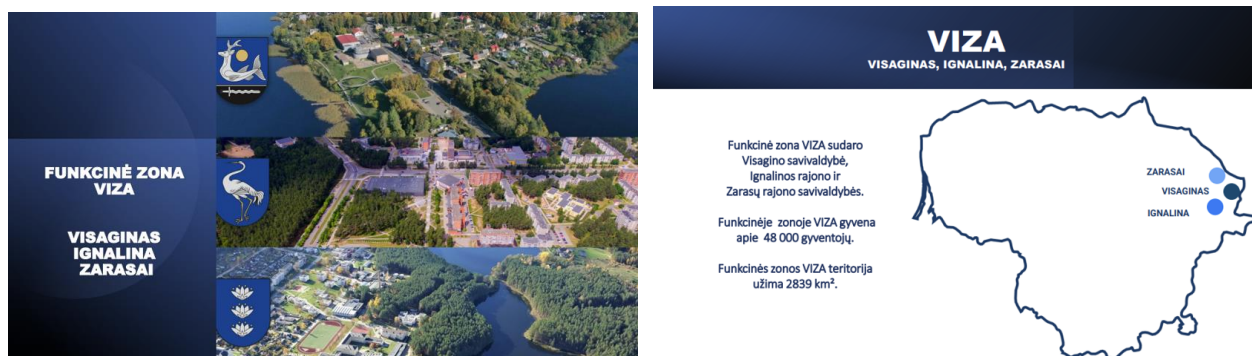 FUNKCINĖ ZONA
VIZA
VISAGINAS
IGNALINA
ZARASAI
VIZA
VISAGINAS, IGNALINA, ZARASAI
Funkcinė zona VIZA sudaro
Visagino savivaldybė,
Ignalinos rajono ir
Zarasų rajono savivaldybės.
Funkcinėje zonoje VIZA gyvena
apie 48 000 gyventojų.
Funkcinės zonos VIZA teritorija
užima 2839 km².
ZARASAI
VISAGINAS
IGNALINA